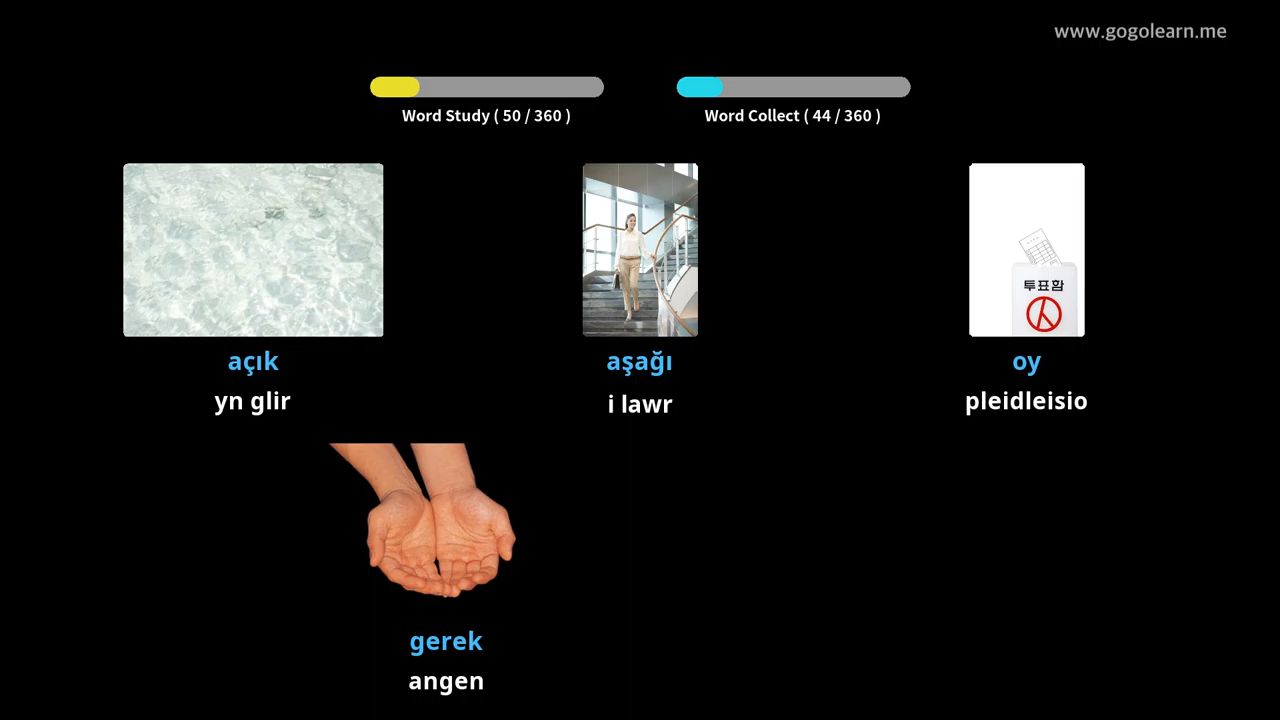 www.gogolearn.me
Word Study ( 50 / 360 )
Word Collect ( 44 / 360 )
투표함
açık
aşağı
oy
yn glir
i lawr
pleidleisio
gerek
angen